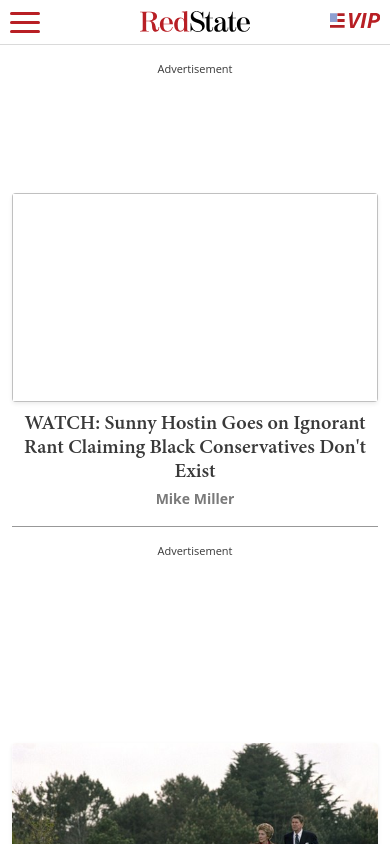 RedState
VIP
Advertisement
WATCH: Sunny Hostin Goes on Ignorant
Rant Claiming Black Conservatives Don't
Exist
Mike Miller
Advertisement